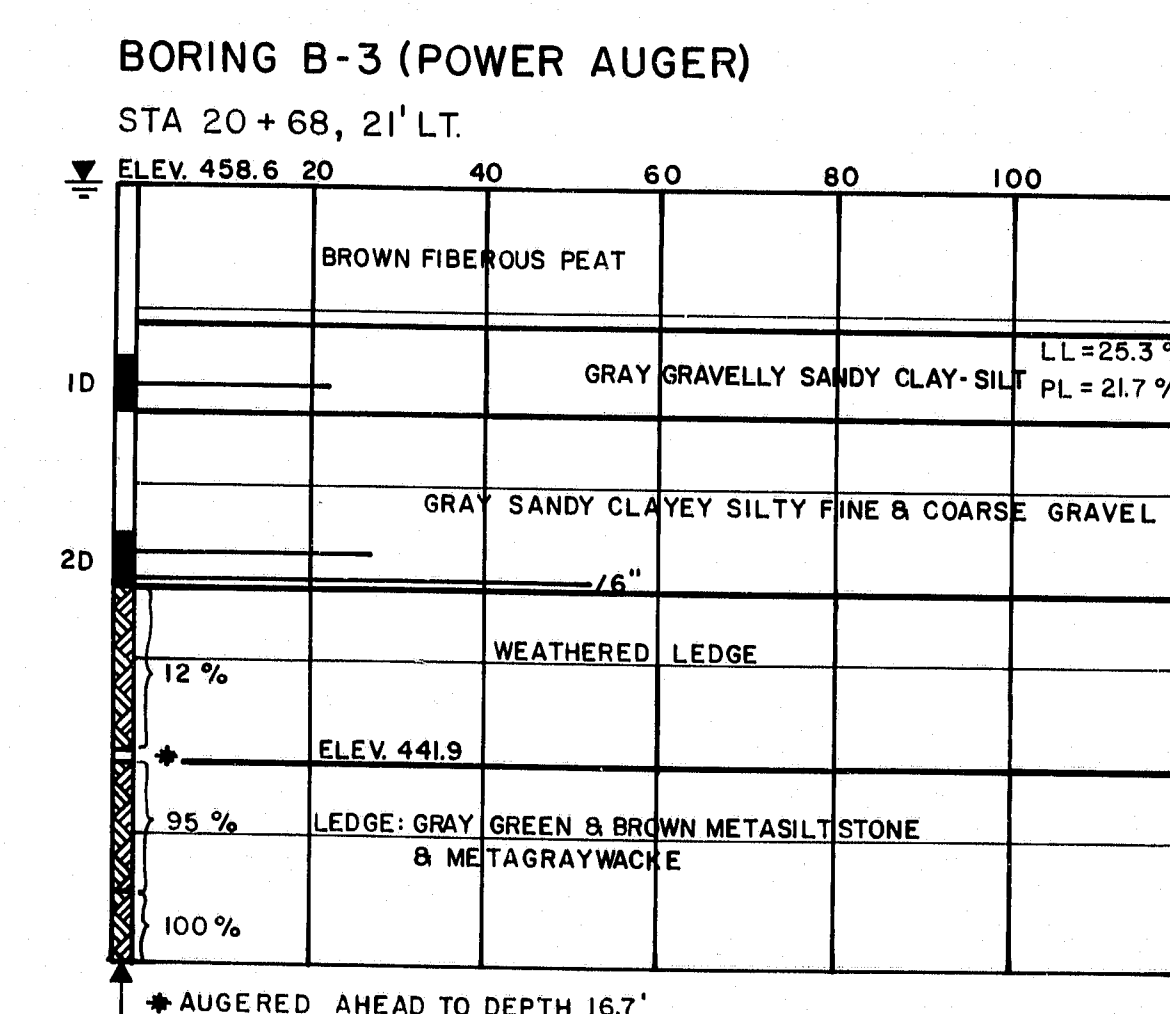 BORING B-3 (POWER AUGER)
STA 20+68, 21' LT.
ELEV. 458.6 20 40 60 80 100
BROWN FIBEROUS PEAT
LL=25.3 %
1D GRAY GRAVELLY SANDY CLAY-SILT PL = 21.7 %
GRAY SANDY CLAYEY SILTY FINE & COARSE GRAVEL
2D
/6"
WEATHERED LEDGE
12 %
* ELEV. 441.9
95 % LEDGE: GRAY GREEN & BROWN METASILTSTONE
& METAGRAYWACKE
100 %
* AUGERED AHEAD TO DEPTH 16.7'